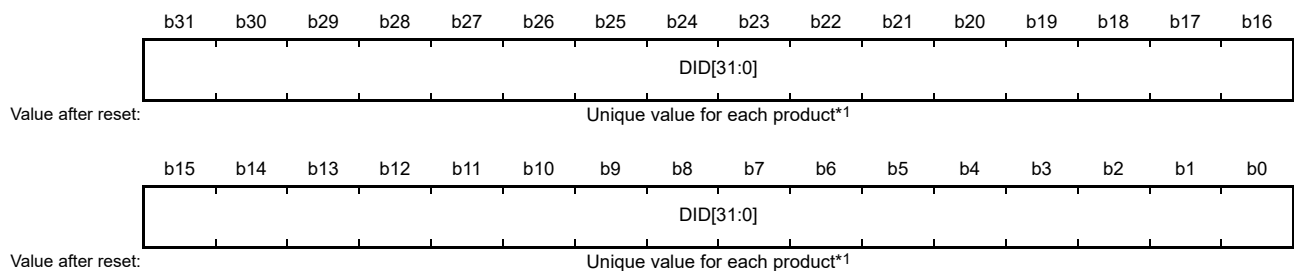 b31 b30 b29 b28 b27 b26 b25 b24 b23 b22 b21 b20 b19 b18 b17 b16
DID[31:0]
Value after reset: Unique value for each product*1
b15 b14 b13 b12 b11 b10 b9 b8 b7 b6 b5 b4 b3 b2 b1 b0
DID[31:0]
Value after reset: Unique value for each product*1